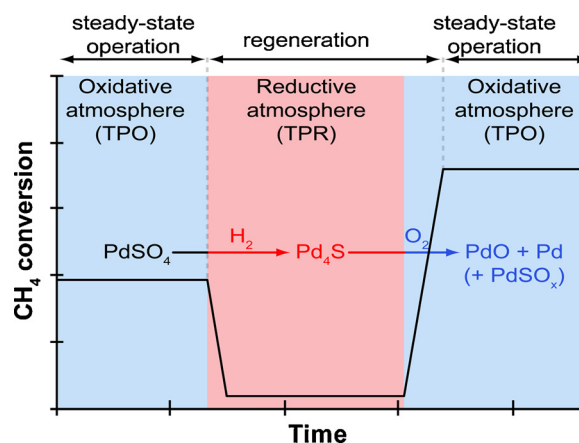 steady-state
operation
regeneration
steady-state
operation
Oxidative
atmosphere
(TPO)
Reductive
atmosphere
(TPR)
Oxidative
atmosphere
(TPO)
CH₄ conversion
PdSO₄
H₂
Pd₄S
O₂
PdO + Pd
(+ PdSOₓ)
Time